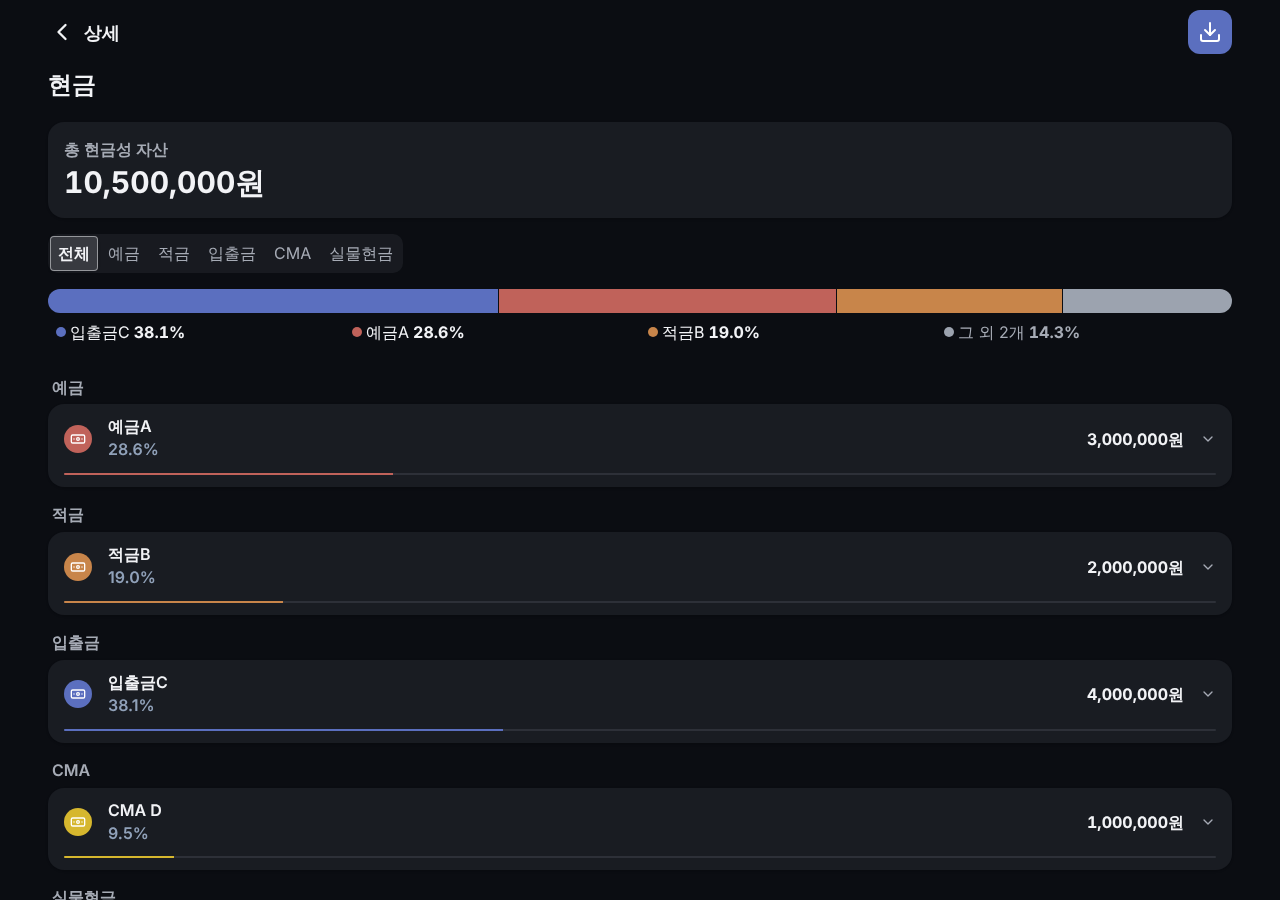 상세
현금
총 현금성 자산
10,500,000원
전체 예금 적금 입출금 CMA 실물현금
입출금C 38.1% 예금A 28.6% 적금B 19.0% 그 외 2개 14.3%
예금
예금A
28.6%
3,000,000원
적금
적금B
19.0%
2,000,000원
입출금
입출금C
38.1%
4,000,000원
CMA
CMA D
9.5%
1,000,000원
실물현금